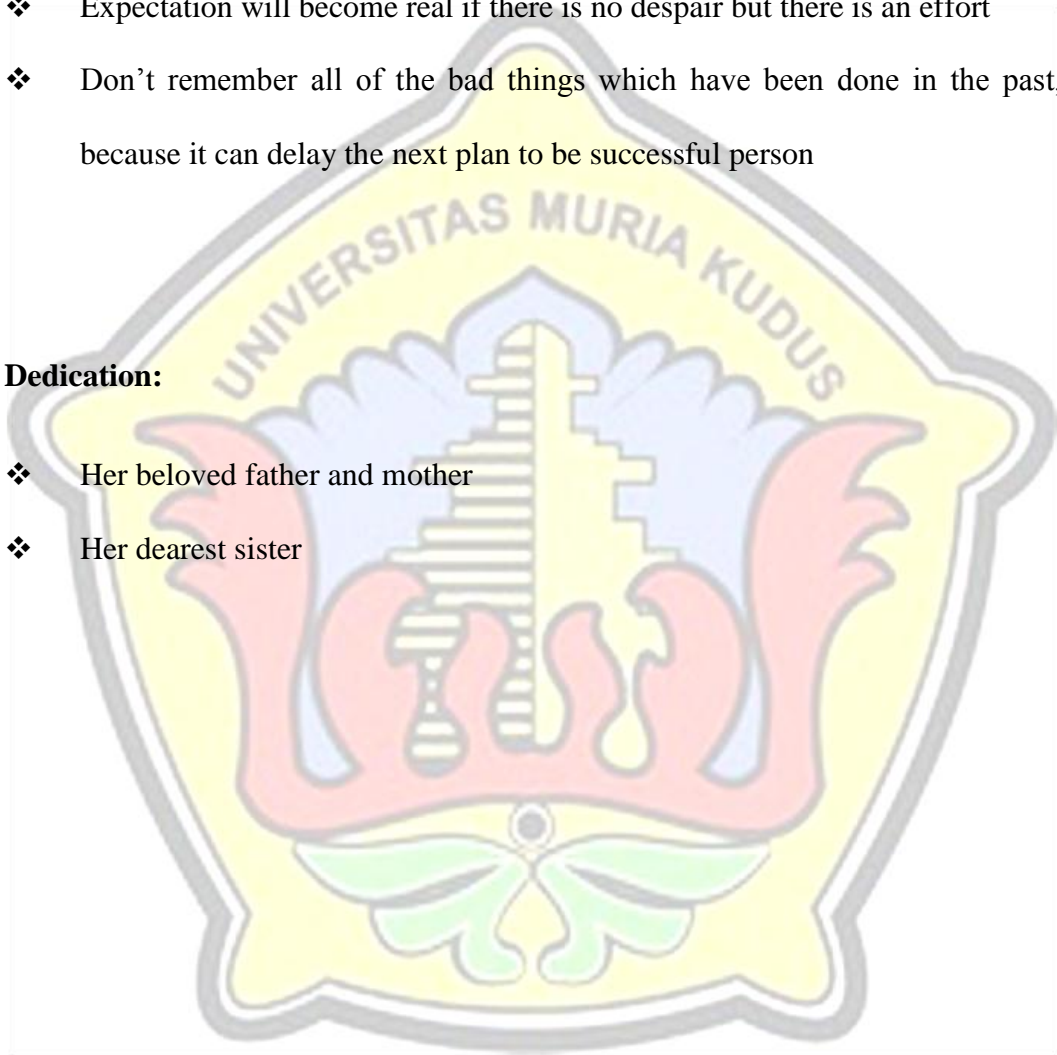 ❖ Expectation will become real if there is no despair but there is an effort
❖ Don’t remember all of the bad things which have been done in the past,
because it can delay the next plan to be successful person
UNIVERSITAS MURIA KUDUS
Dedication:
❖ Her beloved father and mother
❖ Her dearest sister